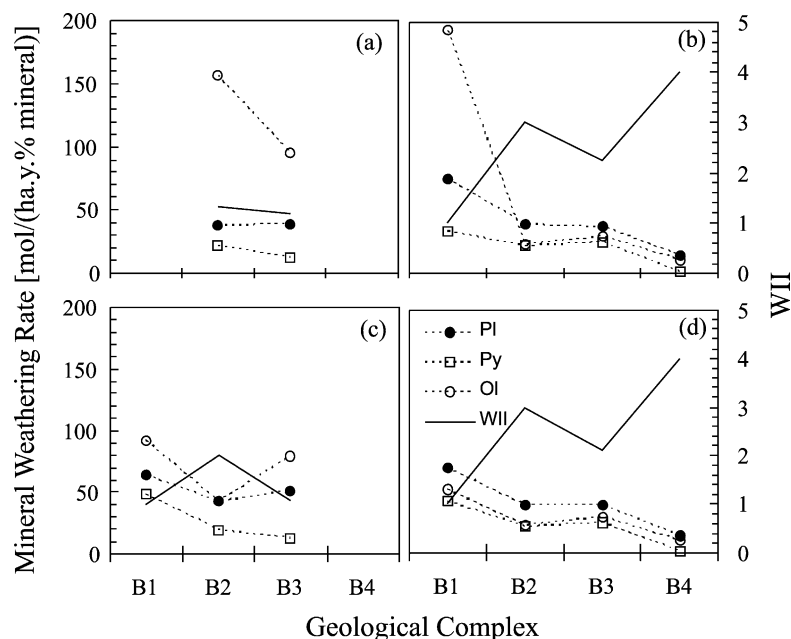 Mineral Weathering Rate [mol/(ha.y.% mineral)]
200
150
100
50
0
(a)
(b)
5
4
3
2
1
0
WII
200
150
100
50
0
(c)
(d)
Pl
Py
Ol
WII
5
4
3
2
1
0
B1 B2 B3 B4 B1 B2 B3 B4
Geological Complex